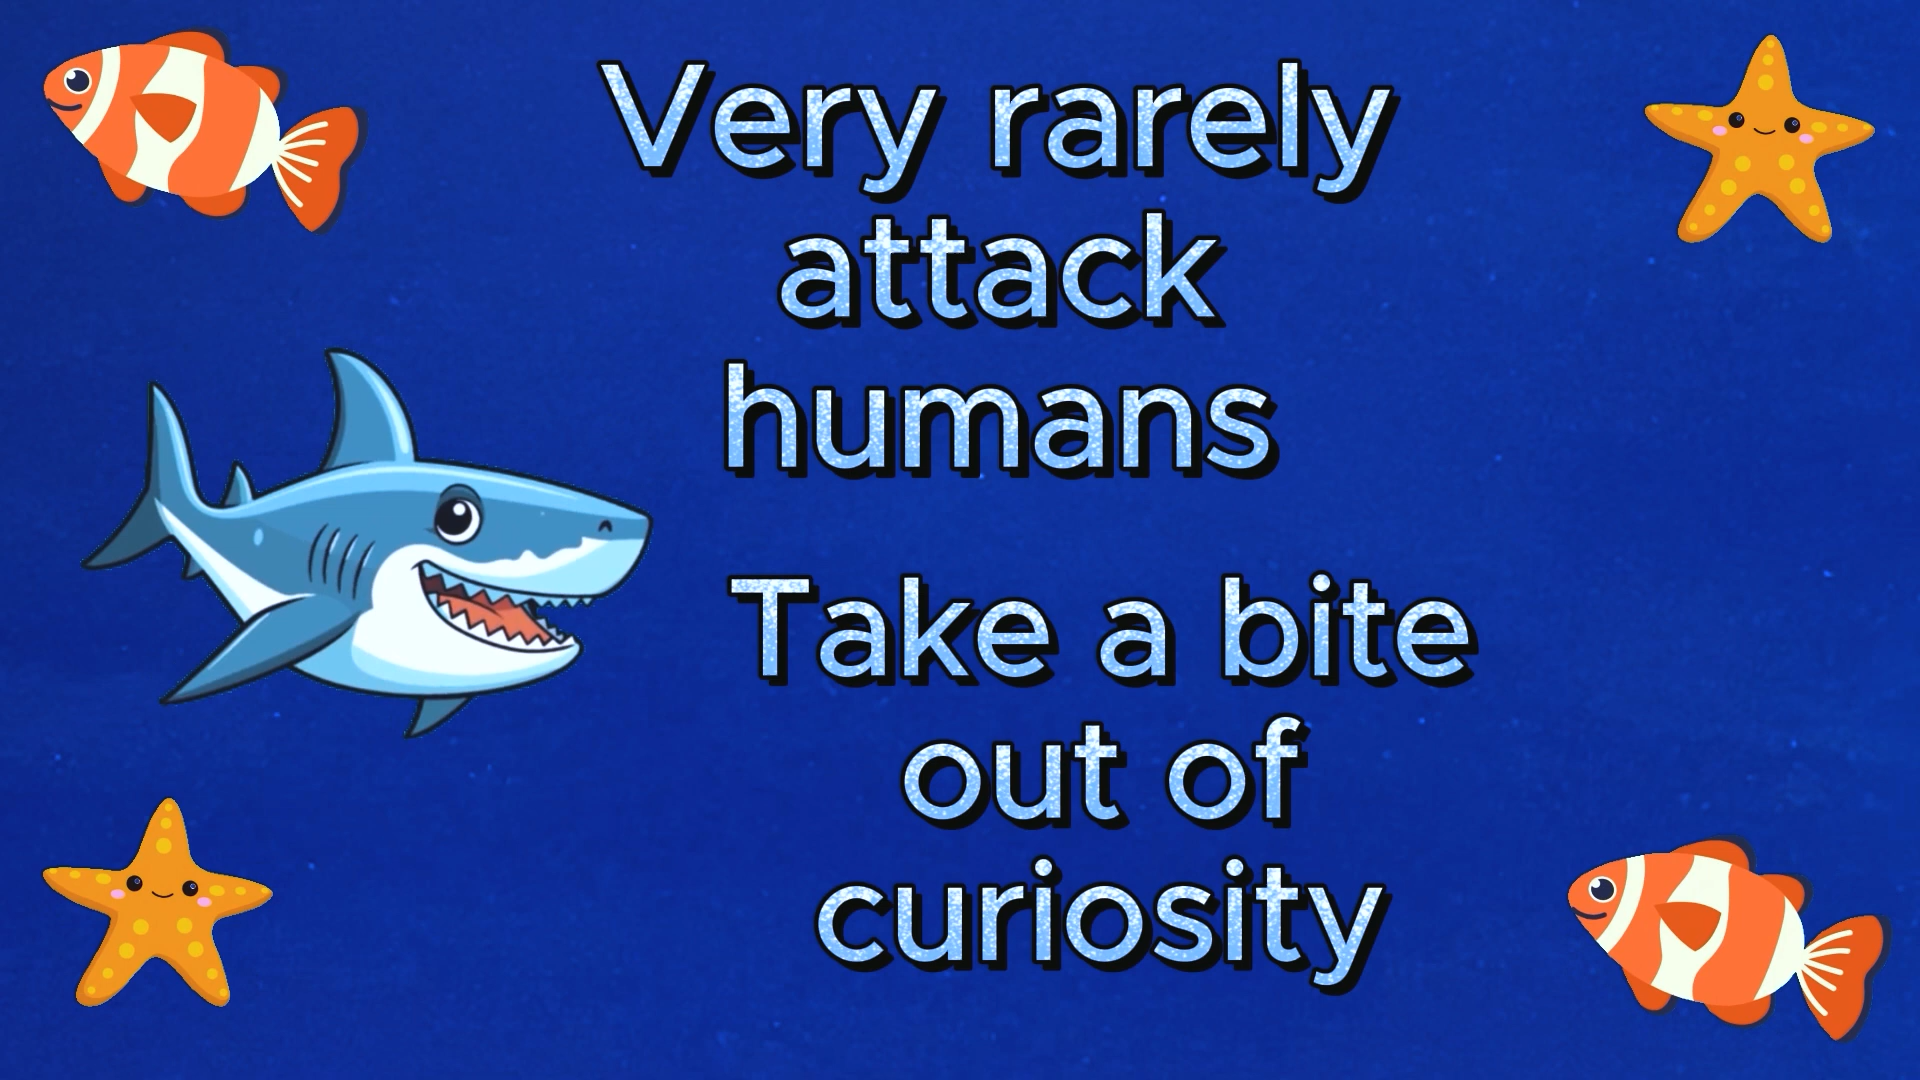 Very rarely
attack
humans
Take a bite
out of
curiosity